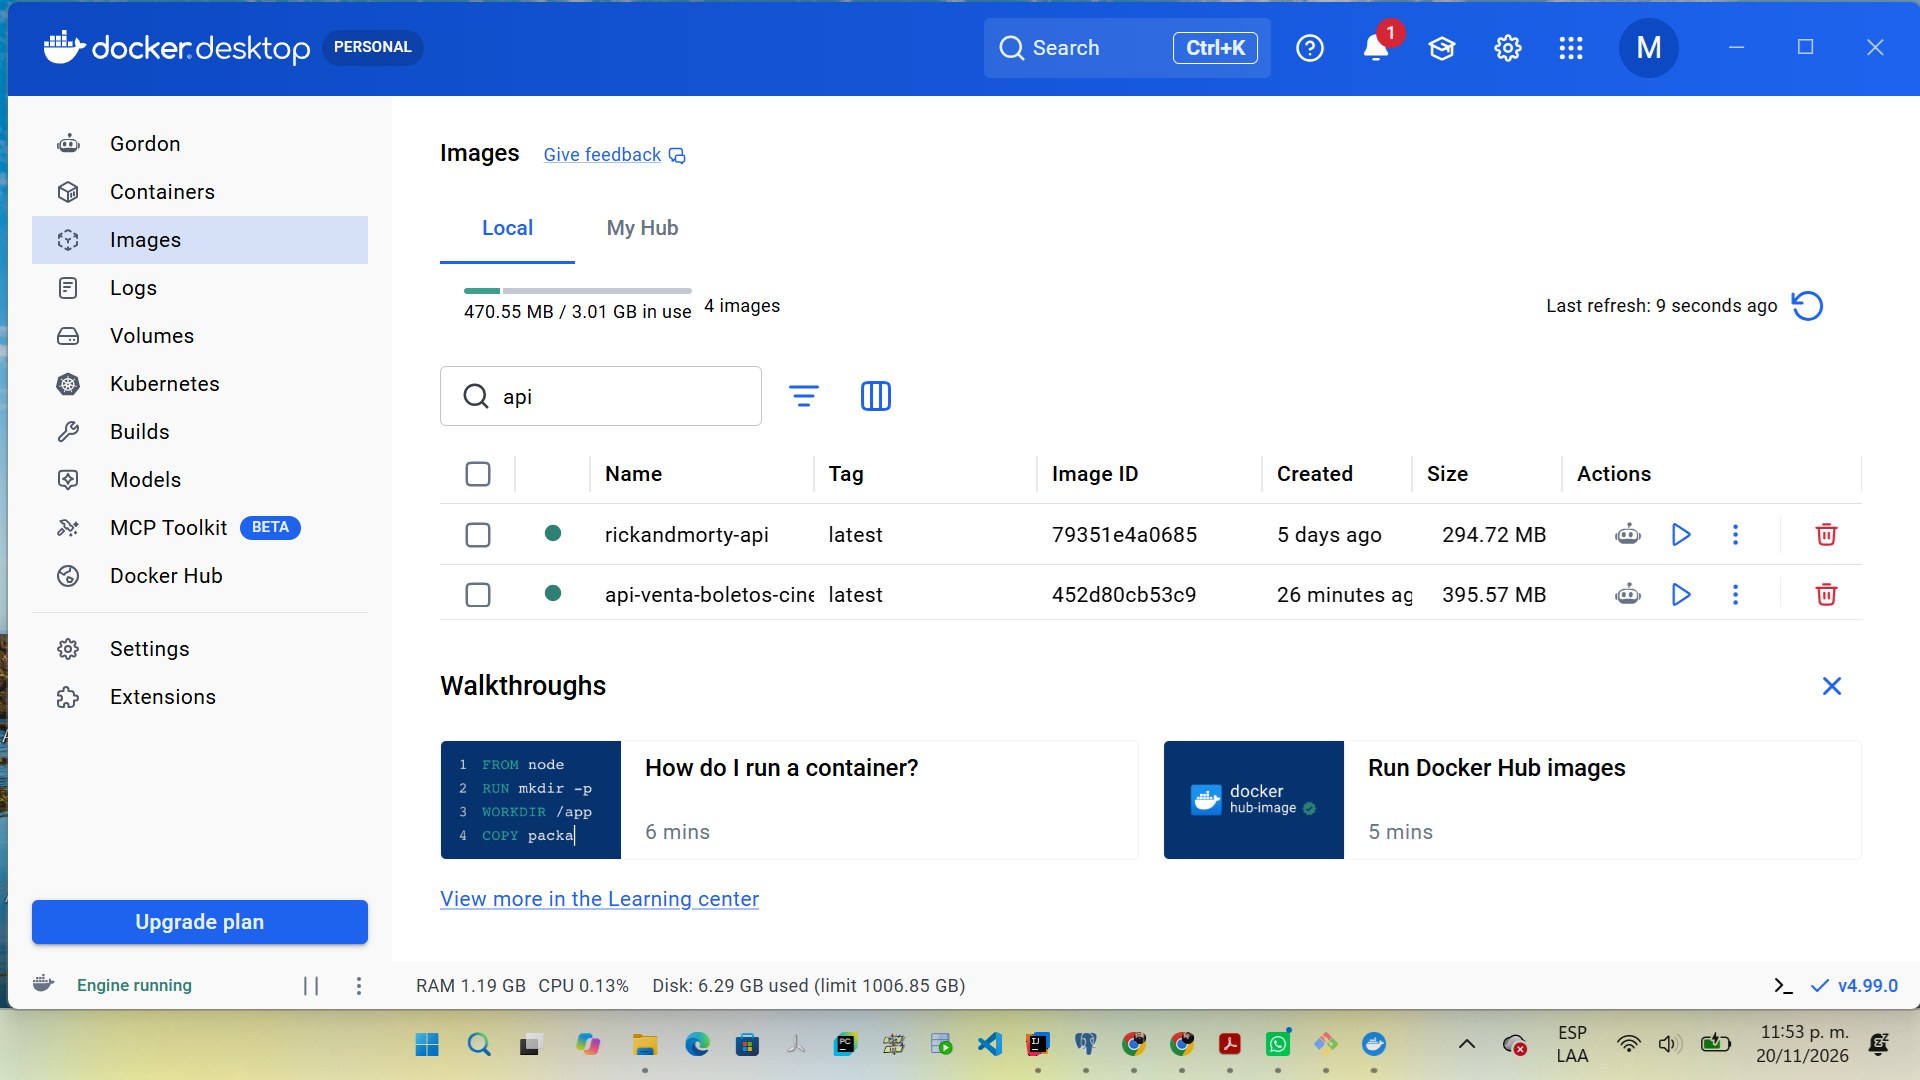 docker desktop PERSONAL
Search Ctrl+K
1
M
Gordon
Containers
Images
Logs
Volumes
Kubernetes
Builds
Models
MCP Toolkit BETA
Docker Hub
Settings
Extensions
Upgrade plan
Images Give feedback
Local My Hub
470.55 MB / 3.01 GB in use 4 images
Last refresh: 9 seconds ago
api
Name Tag Image ID Created Size Actions
rickandmorty-api latest 79351e4a0685 5 days ago 294.72 MB
api-venta-boletos-cine latest 452d80cb53c9 26 minutes ag 395.57 MB
Walkthroughs
1 FROM node
2 RUN mkdir -p
3 WORKDIR /app
4 COPY packa
How do I run a container?
6 mins
docker
hub-image
Run Docker Hub images
5 mins
View more in the Learning center
Engine running
RAM 1.19 GB CPU 0.13% Disk: 6.29 GB used (limit 1006.85 GB)
v4.99.0
PC
IJ
ESP
LAA
11:53 p. m.
20/11/2026